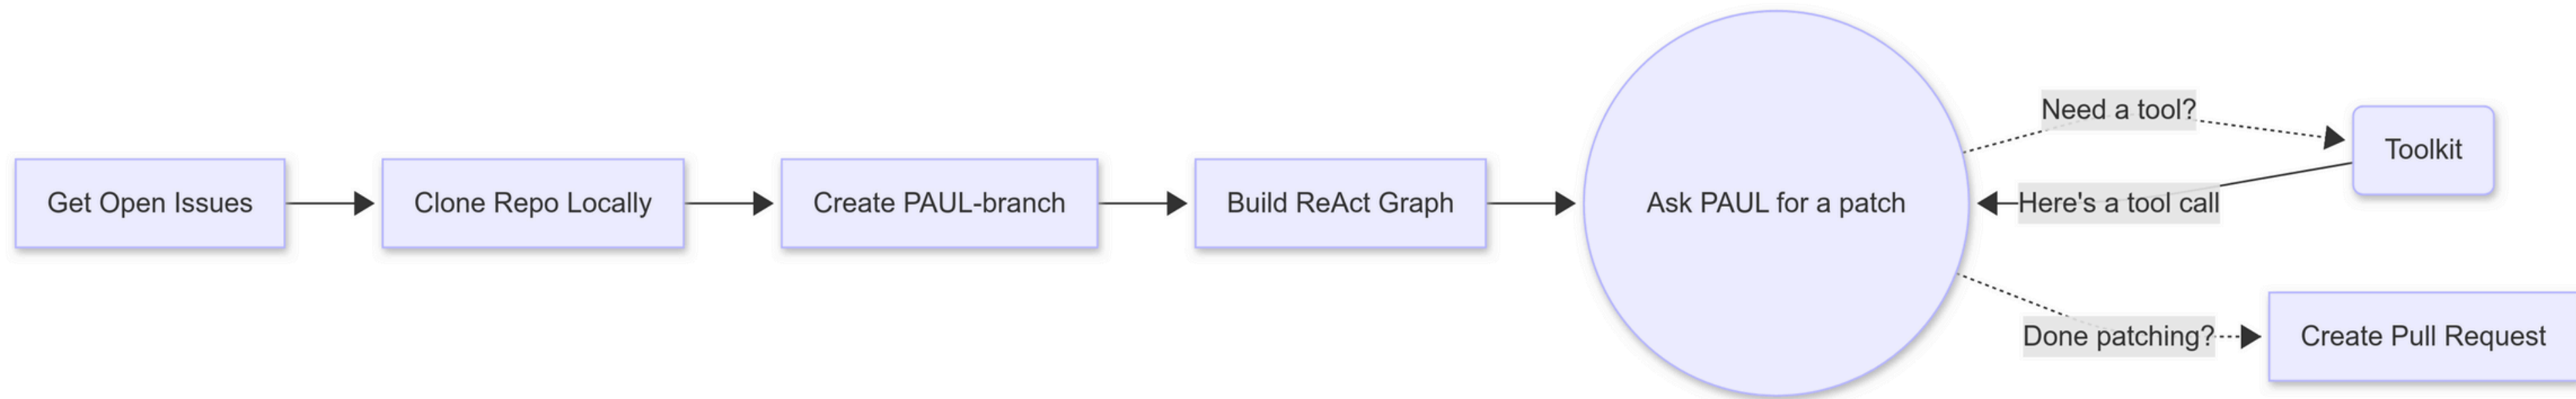 Get Open Issues
Clone Repo Locally
Create PAUL-branch
Build ReAct Graph
Ask PAUL for a patch
Need a tool?
Toolkit
Here's a tool call
Done patching?
Create Pull Request